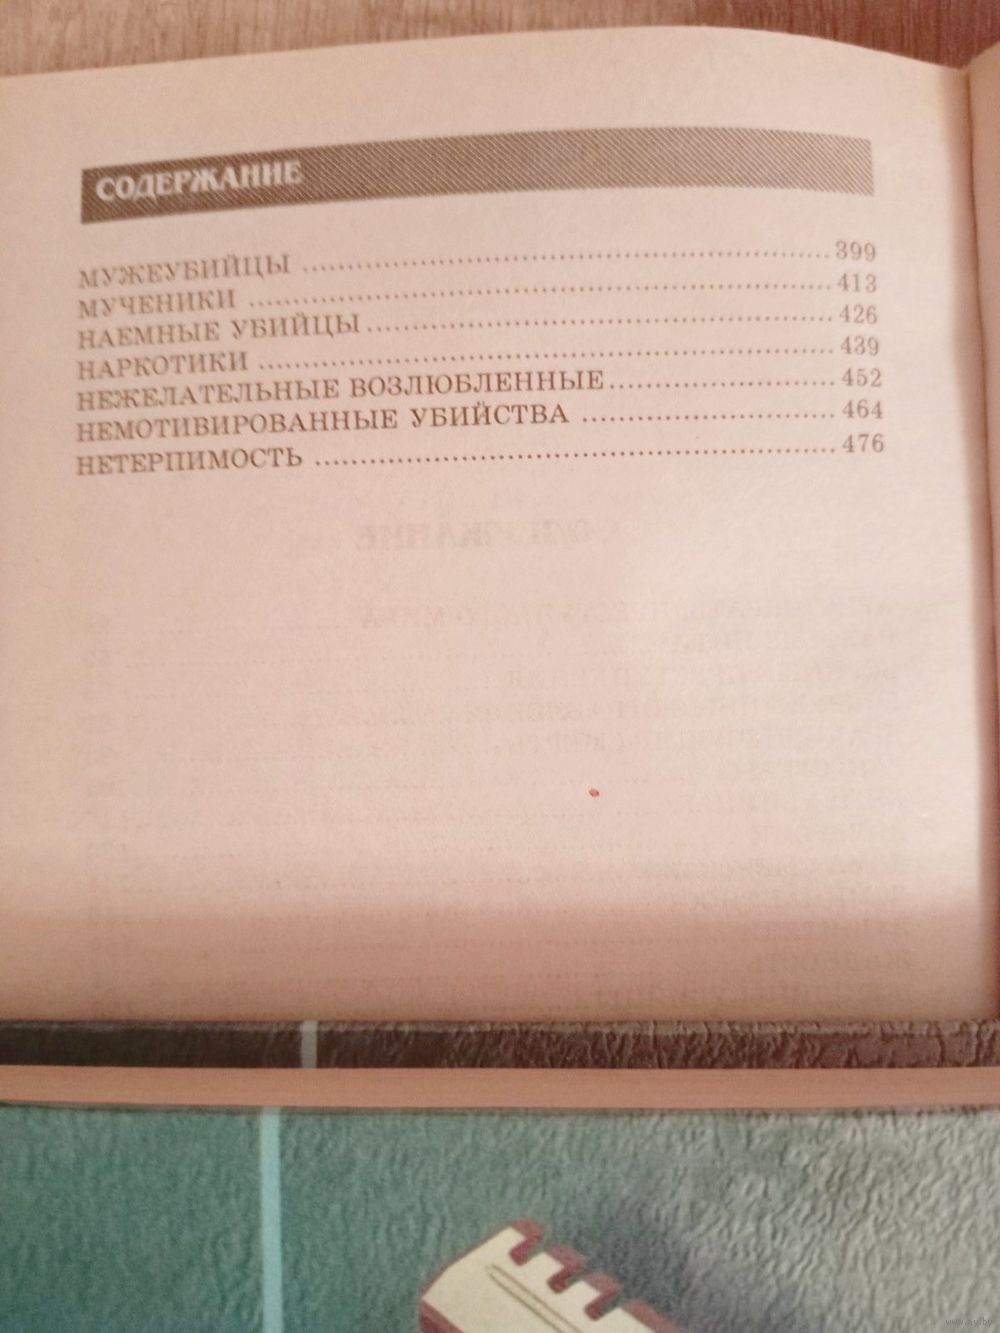 СОДЕРЖАНИЕ
МУЖЕУБИЙЦЫ ........................ 399
МУЧЕНИКИ ........................ 413
НАЕМНЫЕ УБИЙЦЫ ........................ 426
НАРКОТИКИ ........................ 439
НЕЖЕЛАТЕЛЬНЫЕ ВОЗЛЮБЛЕННЫЕ ........................ 452
НЕМОТИВИРОВАННЫЕ УБИЙСТВА ........................ 464
НЕТЕРПИМОСТЬ ........................ 476